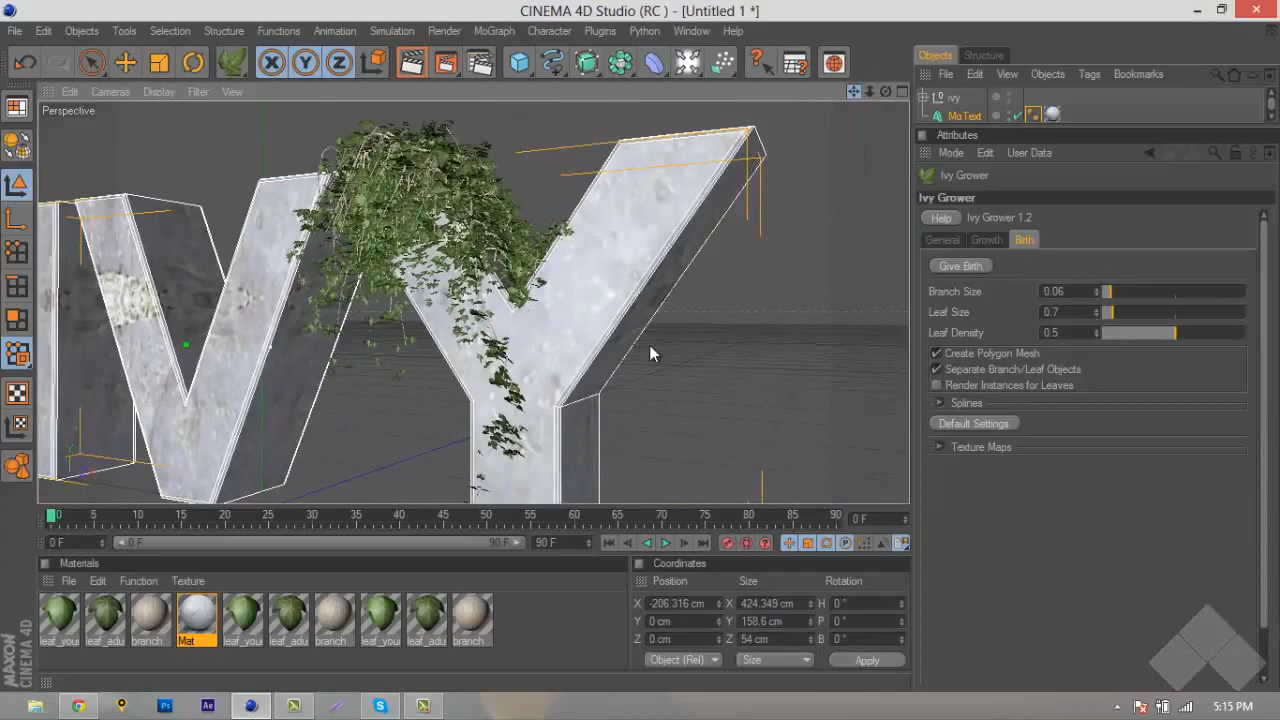 CINEMA 4D Studio (RC ) - [Untitled 1 *]
File Edit Objects Tools Selection Structure Functions Animation Simulation Render MoGraph Character Plugins Python Window Help
X Y Z
Objects Structure
File Edit View Objects Tags Bookmarks
Edit Cameras Display Filter View
Perspective
Ivy
MoText
Attributes
Mode Edit User Data
Ivy Grower
Ivy Grower
Help Ivy Grower 1.2
General Growth Birth
Give Birth
Branch Size 0.06
Leaf Size 0.7
Leaf Density 0.5
Create Polygon Mesh
Separate Branch/Leaf Objects
Render Instances for Leaves
Splines
Default Settings
Texture Maps
0 5 10 15 20 25 30 35 40 45 50 55 60 65 70 75 80 85 90 0 F
0 F 0 F 90 F 90 F
Materials
File Edit Function Texture
leaf_you leaf_adu branch Mat leaf_you leaf_adu branch leaf_you leaf_adu branch
Coordinates
Position Size Rotation
X -206.316 cm X 424.349 cm H 0 °
Y 0 cm Y 158.6 cm P 0 °
Z 0 cm Z 54 cm B 0 °
Object (Rel) Size Apply
MAXON
CINEMA 4D
Ps Ae
5:15 PM